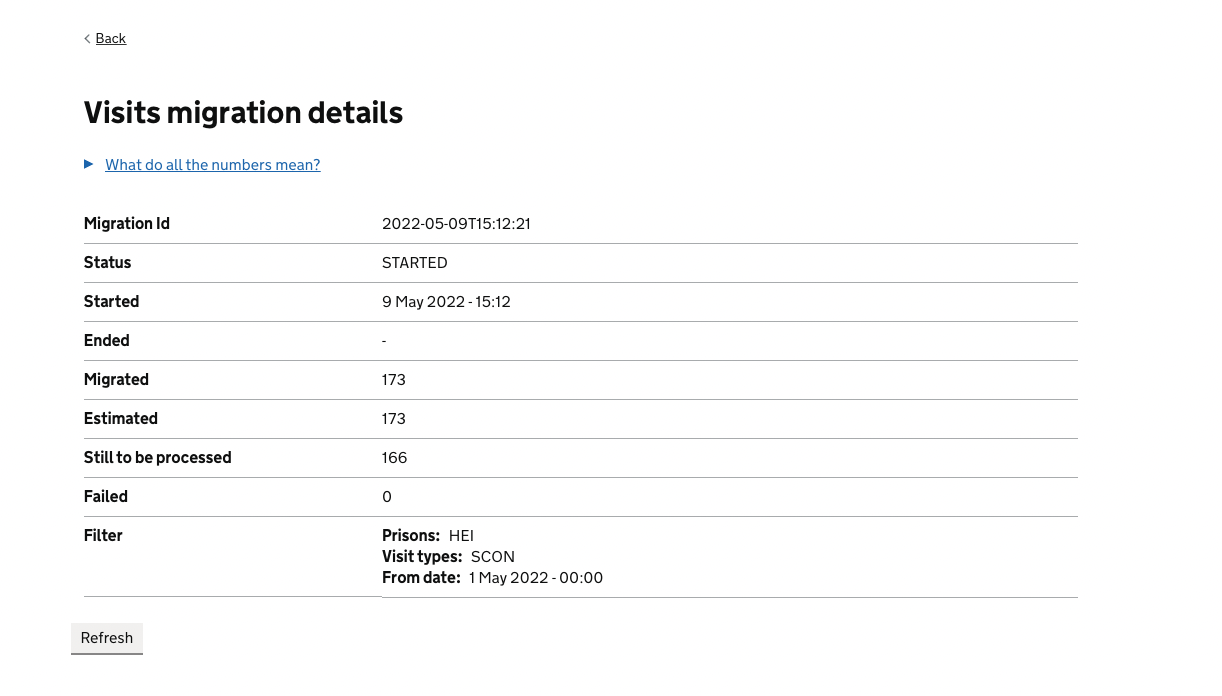 Back
Visits migration details
What do all the numbers mean?
Migration Id 2022-05-09T15:12:21
Status STARTED
Started 9 May 2022 - 15:12
Ended -
Migrated 173
Estimated 173
Still to be processed 166
Failed 0
Filter Prisons: HEI
Visit types: SCON
From date: 1 May 2022 - 00:00
Refresh